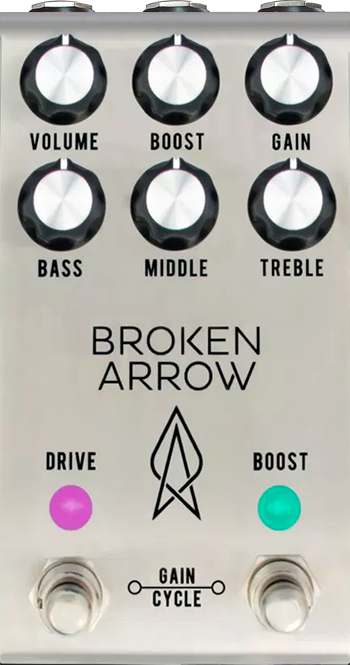 VOLUME BOOST GAIN
BASS MIDDLE TREBLE
BROKEN
ARROW
DRIVE BOOST
GAIN
CYCLE